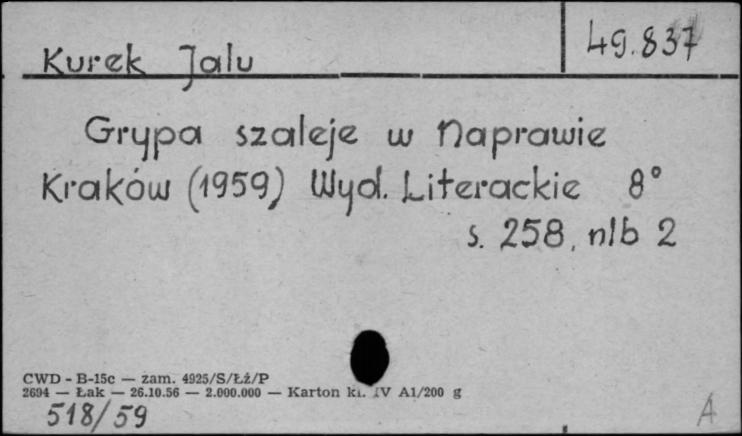 Kurek Jalu 49.837
Grypa szaleje w Naprawie
Kraków (1959) Wyd. Literackie 8°
s. 258, nlb 2
CWD - B-15c — zam. 4925/S/Łż/P
2694 — Łak — 26.10.56 — 2.000.000 — Karton kl. IV A1/200 g
518/59 A